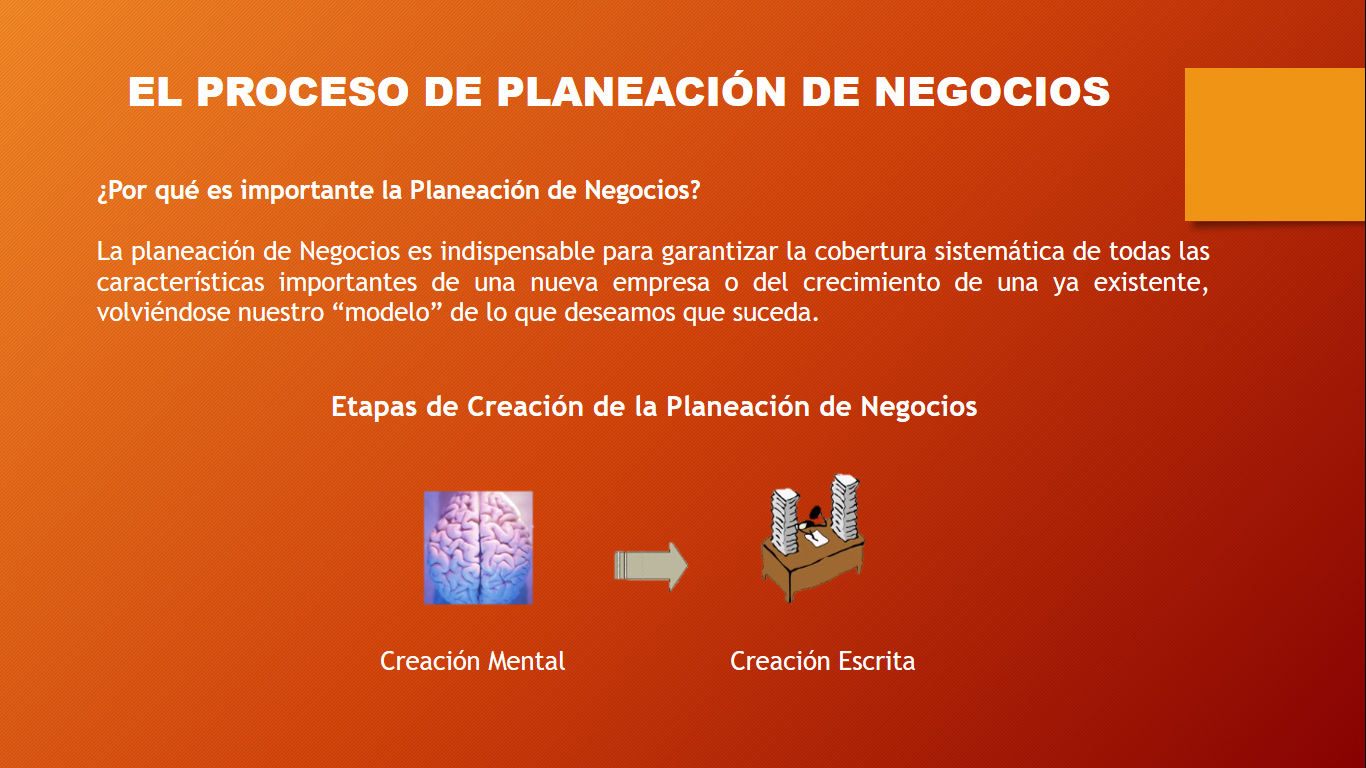 EL PROCESO DE PLANEACIÓN DE NEGOCIOS
¿Por qué es importante la Planeación de Negocios?
La planeación de Negocios es indispensable para garantizar la cobertura sistemática de todas las
características importantes de una nueva empresa o del crecimiento de una ya existente,
volviéndose nuestro “modelo” de lo que deseamos que suceda.
Etapas de Creación de la Planeación de Negocios
Creación Mental
Creación Escrita